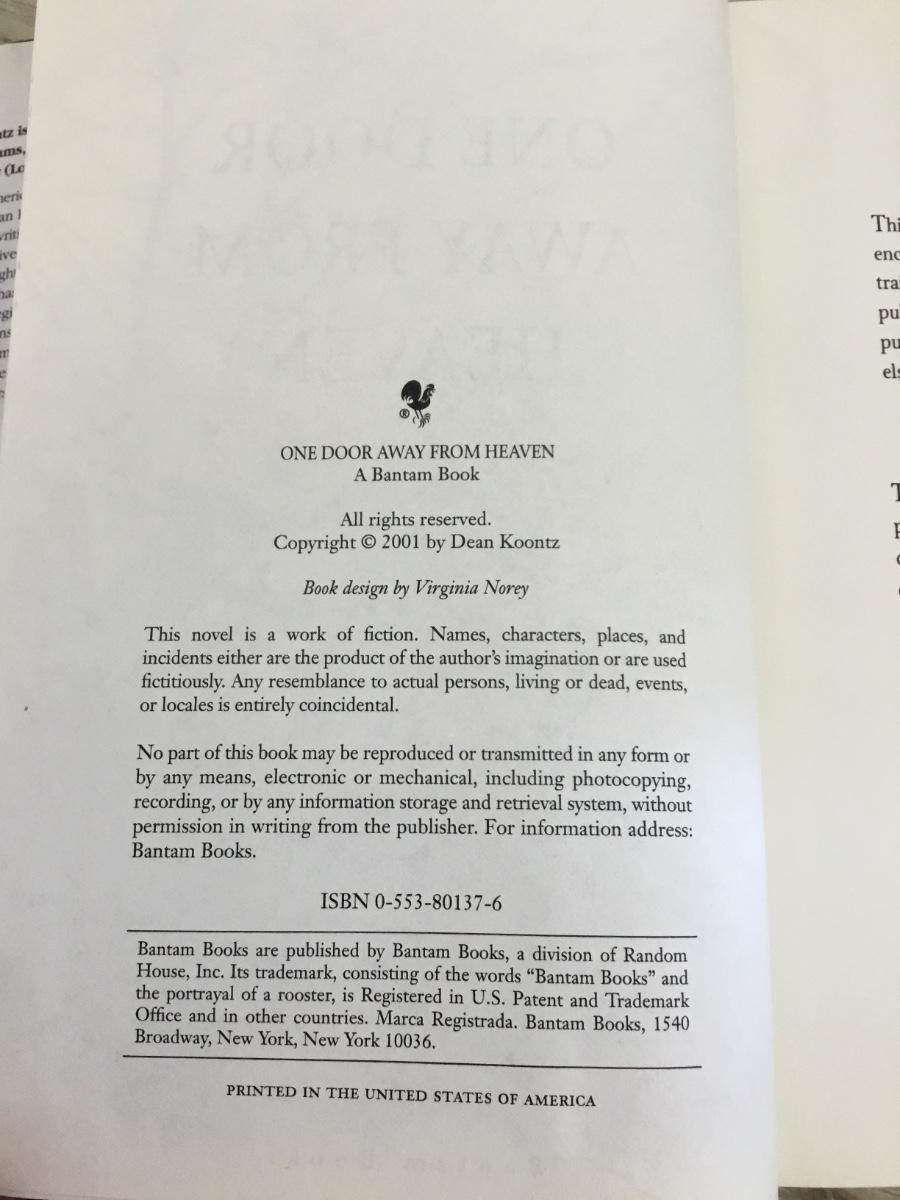 ONE DOOR
AWAY FROM
HEAVEN
®
ONE DOOR AWAY FROM HEAVEN
A Bantam Book
All rights reserved.
Copyright © 2001 by Dean Koontz
Book design by Virginia Norey
This novel is a work of fiction. Names, characters, places, and
incidents either are the product of the author's imagination or are used
fictitiously. Any resemblance to actual persons, living or dead, events,
or locales is entirely coincidental.
No part of this book may be reproduced or transmitted in any form or
by any means, electronic or mechanical, including photocopying,
recording, or by any information storage and retrieval system, without
permission in writing from the publisher. For information address:
Bantam Books.
ISBN 0-553-80137-6
Bantam Books are published by Bantam Books, a division of Random
House, Inc. Its trademark, consisting of the words “Bantam Books” and
the portrayal of a rooster, is Registered in U.S. Patent and Trademark
Office and in other countries. Marca Registrada. Bantam Books, 1540
Broadway, New York, New York 10036.
PRINTED IN THE UNITED STATES OF AMERICA